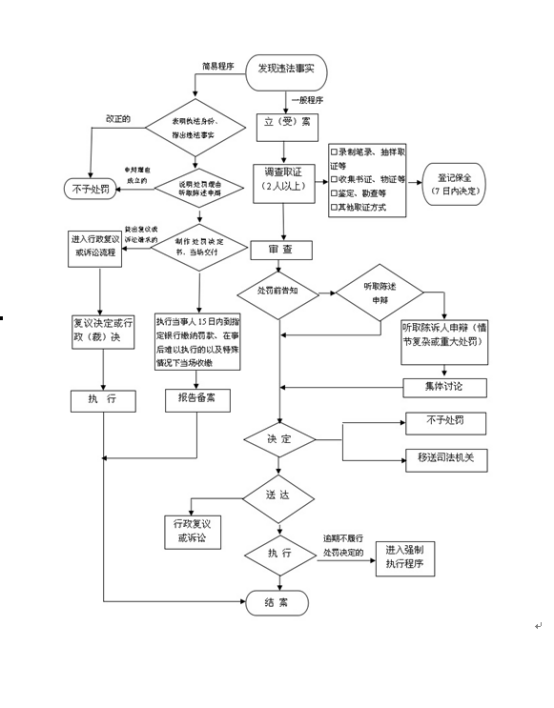 发现违法事实
简易程序
一般程序
表明执法身份、
指出违法事实
改正的
立（受）案
不予处罚
申辩理由
成立的
说明处罚理由
听取陈述申辩
调查取证
（2人以上）
□录制笔录、抽样取
证等
□收集书证、物证等
□鉴定、勘查等
□其他取证方式
登记保全
（7日内决定）
提出复议或
诉讼请求的
进入行政复议
或诉讼流程
制作处罚决定
书、当场交付
审 查
处罚前告知
听取陈述
申辩
复议决定或行
政（裁）决
执行当事人15日内到指
定银行缴纳罚款、在事
后难以执行的以及特殊
情况下当场收缴
听取陈诉人申辩（情
节复杂或重大处罚）
执 行
报告备案
集体讨论
决 定
不予处罚
移送司法机关
送 达
行政复议
或诉讼
执 行
逾期不履行
处罚决定的
进入强制
执行程序
结 案